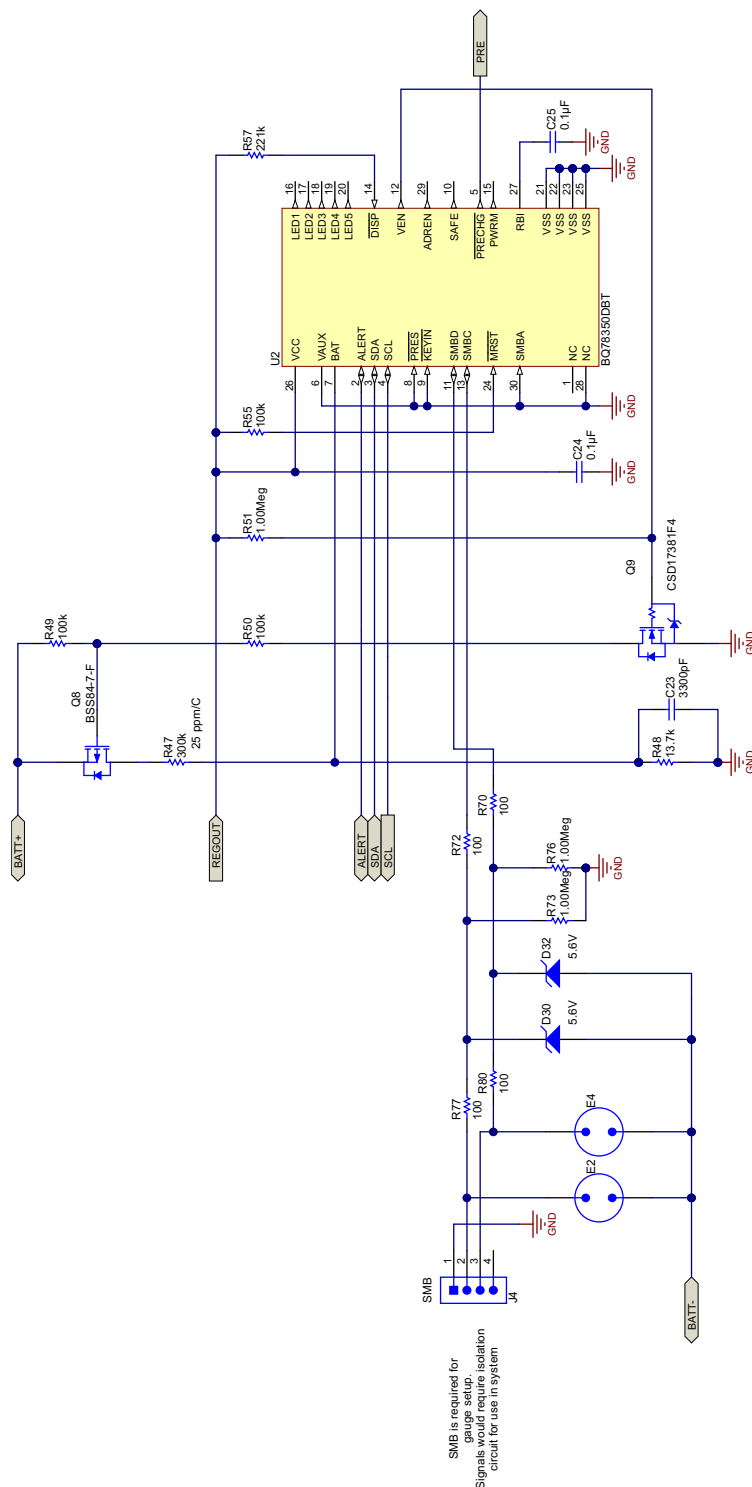 BATT+
Q8
BSS84-7-F
R49
100k
R47
300k
25 ppm/C
R50
100k
REGOUT
R51
1.00Meg
R55
100k
R57
221k
ALERT
SDA
SCL
U2
26
VCC
6
VAUX
7
BAT
2
ALERT
3
SDA
4
SCL
8
PRES
9
KEYIN
11
SMBD
13
SMBC
24
MRST
30
SMBA
1
NC
28
NC
LED1
16
LED2
17
LED3
18
LED4
19
LED5
20
DISP
14
VEN
12
ADREN
29
SAFE
10
PRECHG
5
PWRM
15
RBI
27
VSS
21
VSS
22
VSS
23
VSS
25
BQ78350DBT
PRE
C25
0.1µF
GND
GND
GND
C24
0.1µF
GND
Q9
CSD17381F4
GND
C23
3300pF
R48
13.7k
GND
R72
100
R70
100
R76
1.00Meg
R73
1.00Meg
GND
D32
5.6V
D30
5.6V
R77
100
R80
100
E4
E2
GND
SMB
1
2
3
4
J4
BATT-
SMB is required for
gauge setup.
Signals would require isolation
circuit for use in system